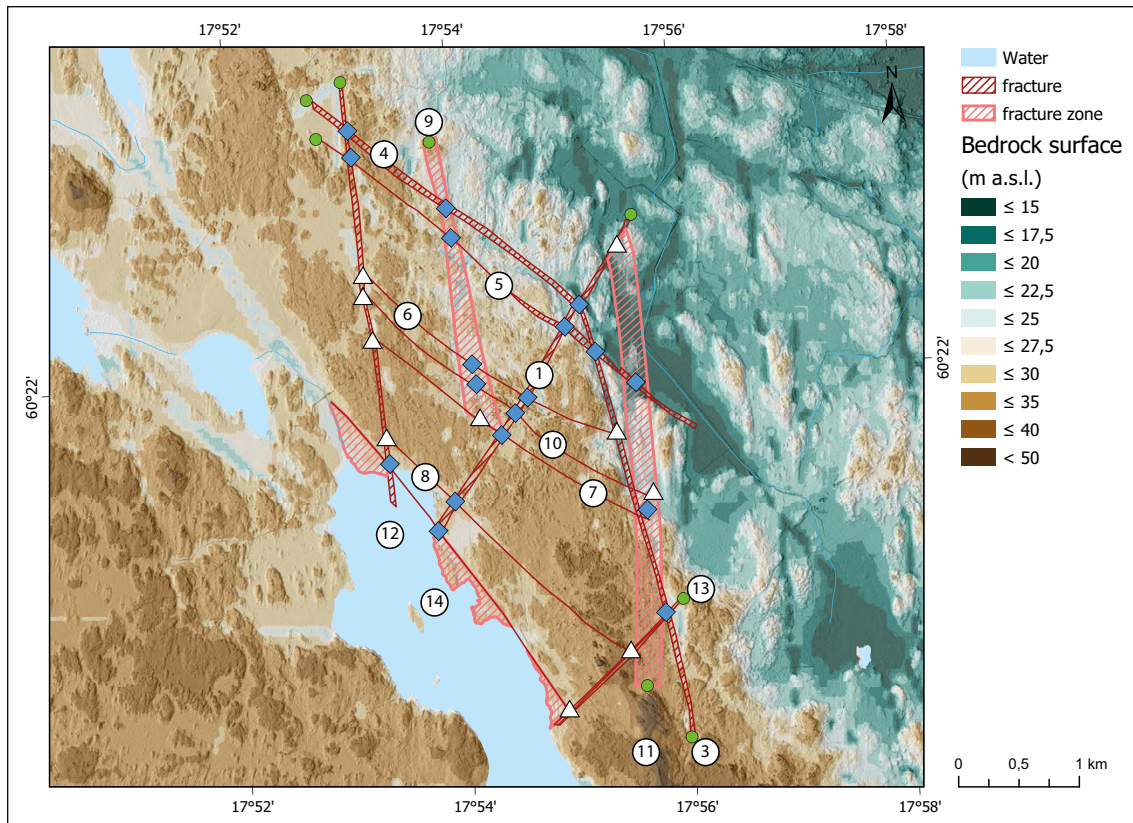 17°52' 17°54' 17°56' 17°58'
N
Water
fracture
fracture zone
Bedrock surface
(m a.s.l.)
≤ 15
≤ 17,5
≤ 20
≤ 22,5
≤ 25
≤ 27,5
≤ 30
≤ 35
≤ 40
< 50
9
4
5
6
1
10
7
8
12
14
13
11
3
60°22'
60°22'
0 0,5 1 km
17°52' 17°54' 17°56' 17°58'